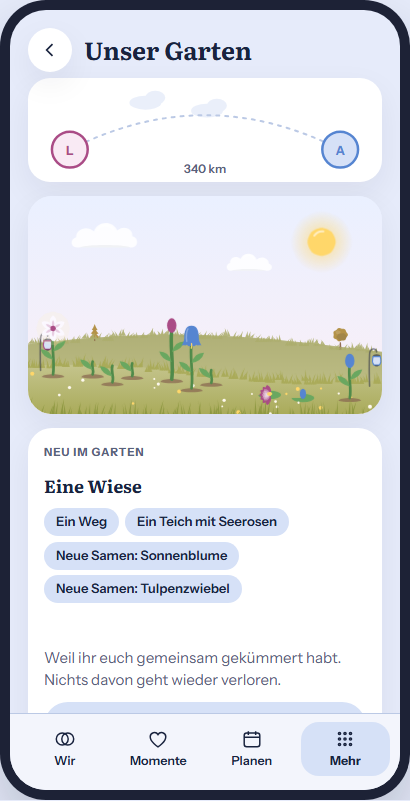 Unser Garten
L
A
340 km
NEU IM GARTEN
Eine Wiese
Ein Weg
Ein Teich mit Seerosen
Neue Samen: Sonnenblume
Neue Samen: Tulpenzwiebel
Weil ihr euch gemeinsam gekümmert habt.
Nichts davon geht wieder verloren.
Wir
Momente
Planen
Mehr